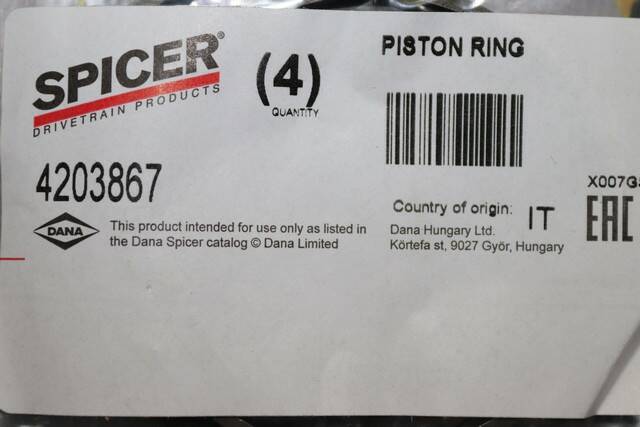 SPICER®
DRIVETRAIN PRODUCTS
(4)
QUANTITY
PISTON RING
4203867
DANA
This product intended for use only as listed in
the Dana Spicer catalog © Dana Limited
Country of origin: IT
Dana Hungary Ltd.
Körtefa st, 9027 Győr, Hungary
X007G
EAC